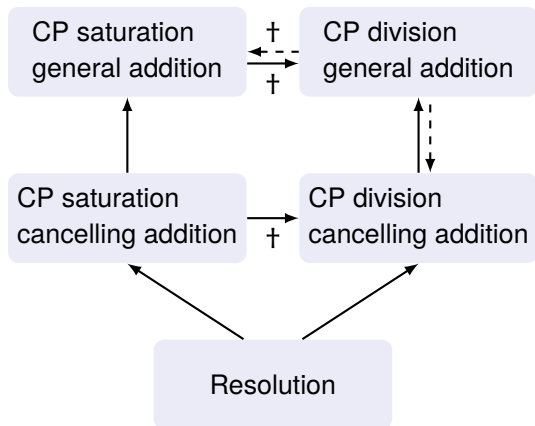 CP saturation
general addition
†
†
CP division
general addition
CP saturation
cancelling addition
†
CP division
cancelling addition
Resolution